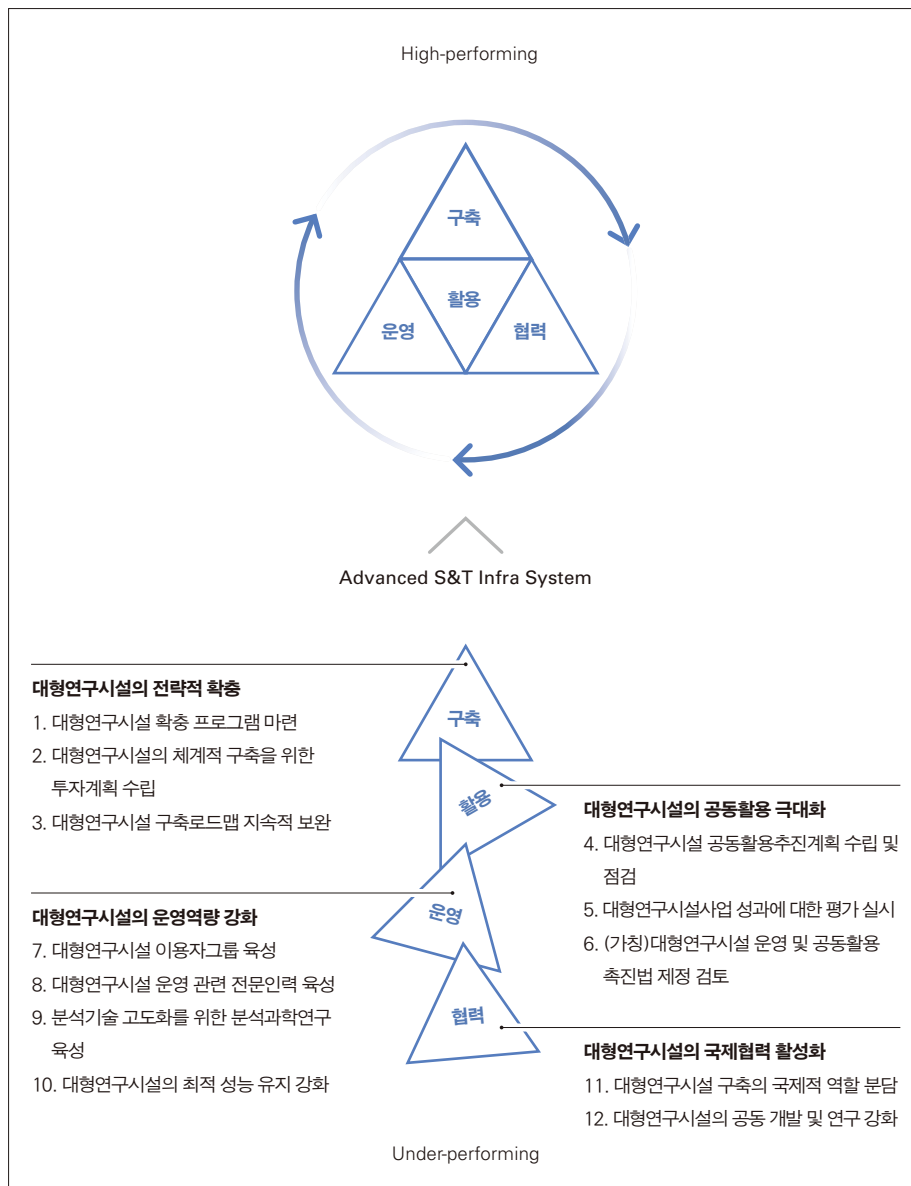 High-performing
구축
활용
운영
협력
Advanced S&T Infra System
대형연구시설의 전략적 확충
1. 대형연구시설 확충 프로그램 마련
2. 대형연구시설의 체계적 구축을 위한
투자계획 수립
3. 대형연구시설 구축로드맵 지속적 보완
구축
활용
대형연구시설의 공동활용 극대화
4. 대형연구시설 공동활용추진계획 수립 및
점검
5. 대형연구시설사업 성과에 대한 평가 실시
6. (가칭)대형연구시설 운영 및 공동활용
촉진법 제정 검토
대형연구시설의 운영역량 강화
7. 대형연구시설 이용자그룹 육성
8. 대형연구시설 운영 관련 전문인력 육성
9. 분석기술 고도화를 위한 분석과학연구
육성
10. 대형연구시설의 최적 성능 유지 강화
운영
협력
대형연구시설의 국제협력 활성화
11. 대형연구시설 구축의 국제적 역할 분담
12. 대형연구시설의 공동 개발 및 연구 강화
Under-performing